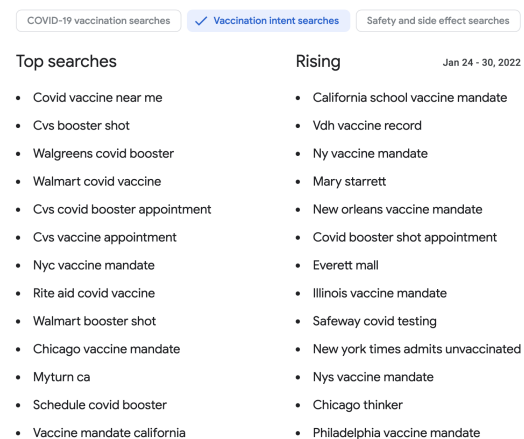 COVID-19 vaccination searches
Vaccination intent searches
Safety and side effect searches
Top searches
Covid vaccine near me
Cvs booster shot
Walgreens covid booster
Walmart covid vaccine
Cvs covid booster appointment
Cvs vaccine appointment
Nyc vaccine mandate
Rite aid covid vaccine
Walmart booster shot
Chicago vaccine mandate
Myturn ca
Schedule covid booster
Vaccine mandate california
Rising
Jan 24 - 30, 2022
California school vaccine mandate
Vdh vaccine record
Ny vaccine mandate
Mary starrett
New orleans vaccine mandate
Covid booster shot appointment
Everett mall
Illinois vaccine mandate
Safeway covid testing
New york times admits unvaccinated
Nys vaccine mandate
Chicago thinker
Philadelphia vaccine mandate